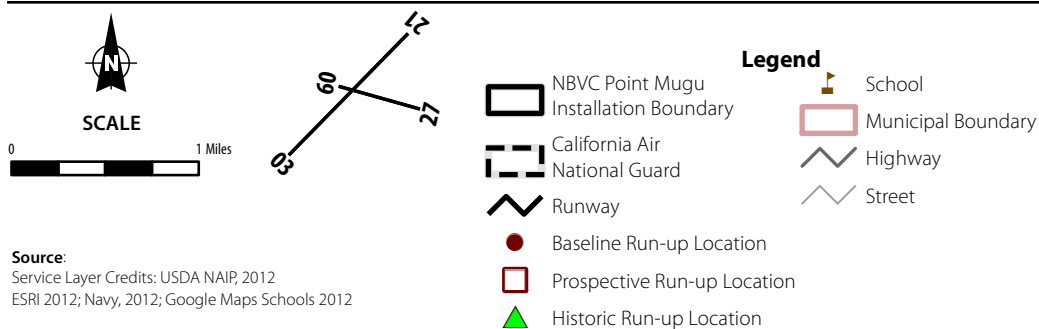 N
SCALE
0 1 Miles
21
09
27
03
Source:
Service Layer Credits: USDA NAIP, 2012
ESRI 2012; Navy, 2012; Google Maps Schools 2012
Legend
NBVC Point Mugu
Installation Boundary
California Air
National Guard
Runway
Baseline Run-up Location
Prospective Run-up Location
Historic Run-up Location
School
Municipal Boundary
Highway
Street